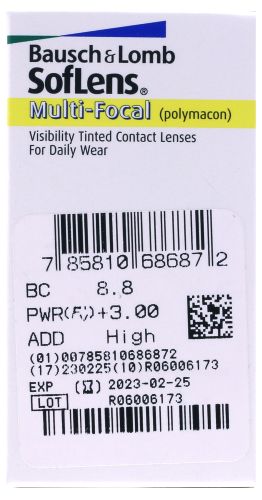 Bausch & Lomb
SofLens®
Multi-Focal (polymacon)
Visibility Tinted Contact Lenses
For Daily Wear
7 85810 68687 2
BC 8.8
PWR(F'v)+3.00
ADD High
(01)00785810686872
(17)230225(10)R06006173
EXP 2023-02-25
LOT R06006173